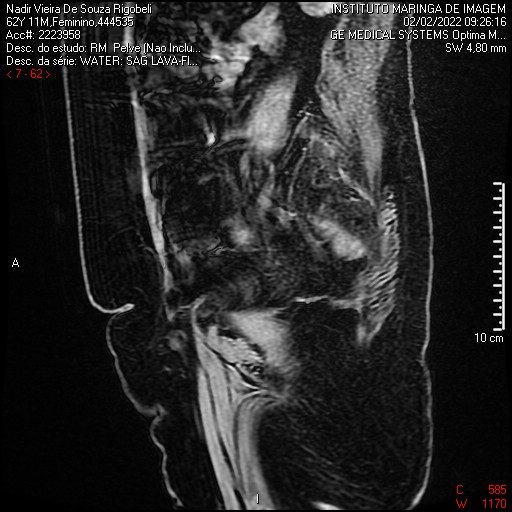 Nadir Vieira De Souza Rigobeli
62Y 11M,Feminino,444535
Acc#: 2223958
Desc. do estudo: RM Pelve (Nao Inclu...
Desc. da série: WATER: SAG LAVA-Fl...
< 7 - 62 >
INSTITUTO MARINGA DE IMAGEM
02/02/2022 09:26:16
GE MEDICAL SYSTEMS Optima M...
SW 4,80 mm
A
10 cm
I
C 585
W 1170